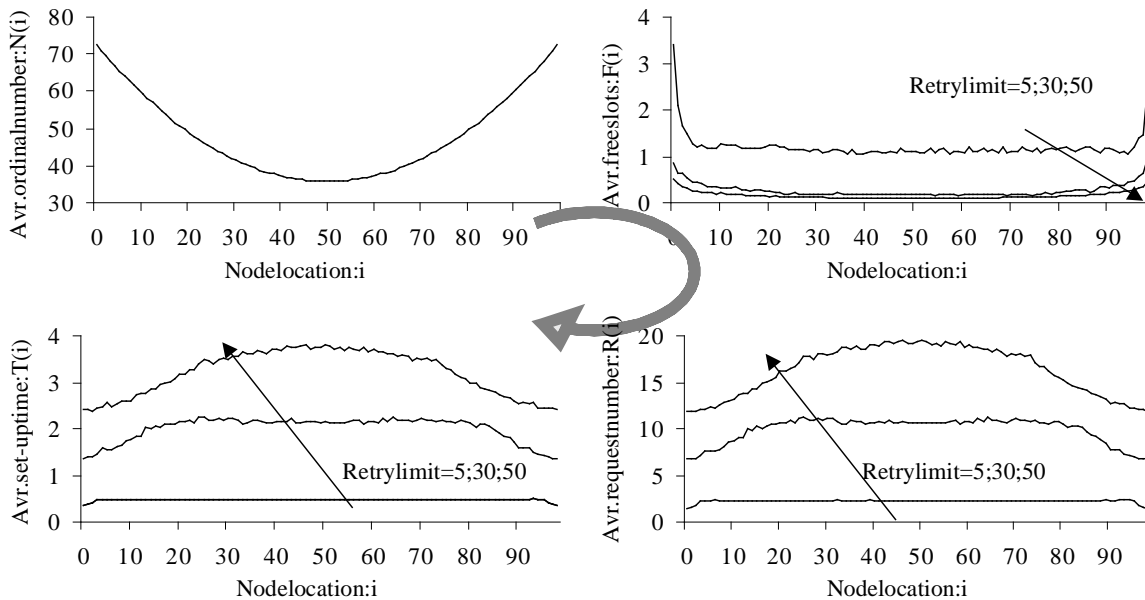 Avr.ordinalnumber:N(i)
80
70
60
50
40
30
0 10 20 30 40 50 60 70 80 90
Nodelocation:i
Avr.freeslots:F(i)
4
3
2
1
0
Retrylimit=5;30;50
0 10 20 30 40 50 60 70 80 90
Nodelocation:i
Avr.set-uptime:T(i)
4
3
2
1
0
Retrylimit=5;30;50
0 10 20 30 40 50 60 70 80 90
Nodelocation:i
Avr.requestnumber:R(i)
20
15
10
5
0
Retrylimit=5;30;50
0 10 20 30 40 50 60 70 80 90
Nodelocation:i